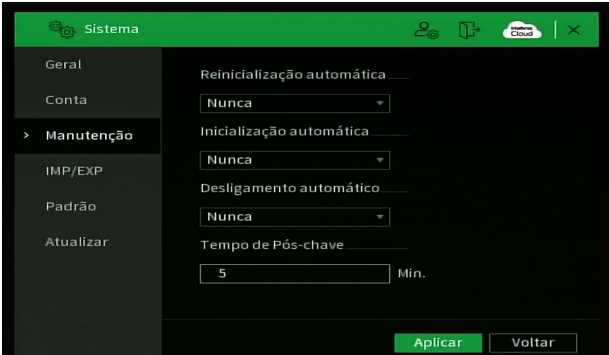 Sistema
intelbras
Cloud
Geral
Conta
Manutenção
IMP/EXP
Padrão
Atualizar
Reinicialização automática
Nunca
Inicialização automática
Nunca
Desligamento automático
Nunca
Tempo de Pós-chave
5 Min.
Aplicar Voltar